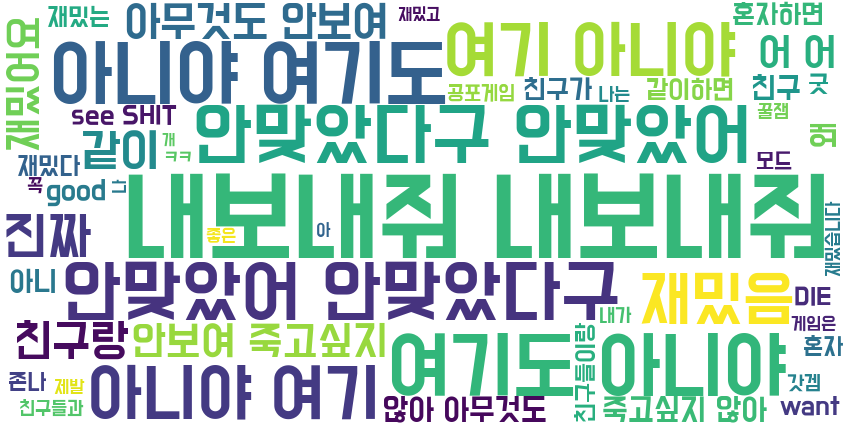 재밌는
아무것도 안보여
재밌고
혼자하면
재밌어요
아니야 여기도
여기 아니야
어 어
공포게임
친구가
나는
같이하면
친구
굿
see SHIT
같이
개
ㅋㅋ
안맞았다구 안맞았어
꿀잼
왜
재밌다
꼭
good
모드
내보내줘 내보내줘
진짜
좋은
아
재밌습니다
아니
안맞았어 안맞았다구
재밌음
DIE
친구랑
안보여 죽고싶지
여기도 아니야
친구들이랑
내가
게임은
혼자
존나
제발
아니야 여기
갓겜
친구들과
않아 아무것도
죽고싶지 않아
want